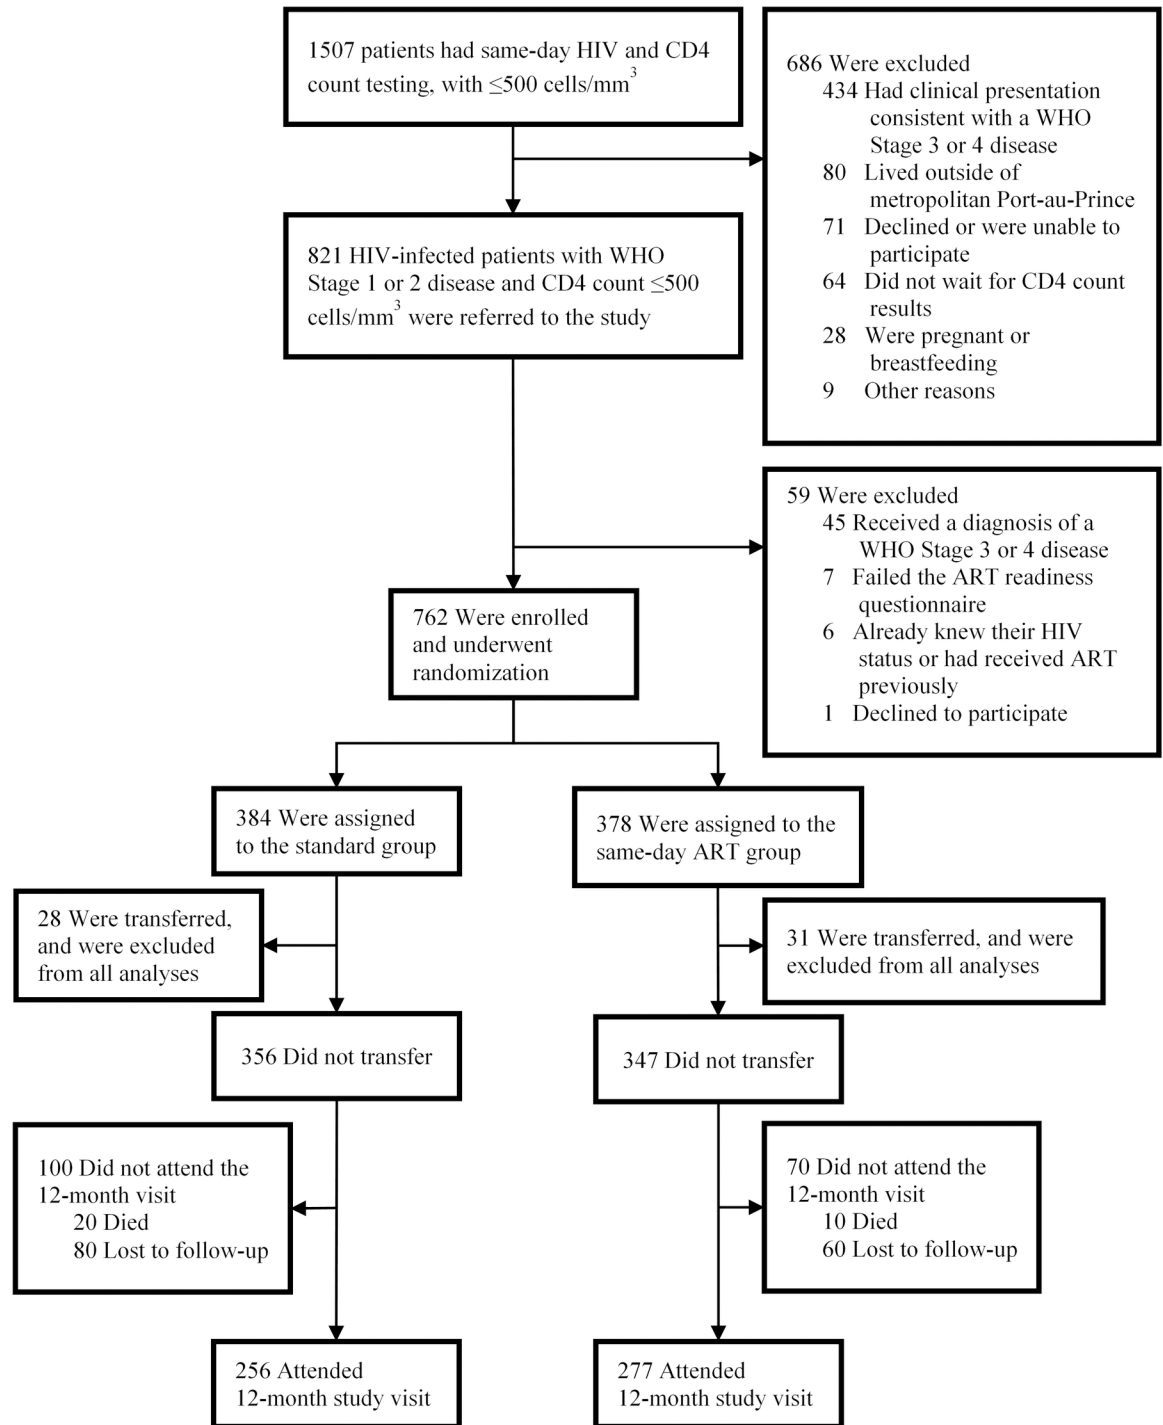 1507 patients had same-day HIV and CD4
count testing, with ≤500 cells/mm³
686 Were excluded
434 Had clinical presentation
consistent with a WHO
Stage 3 or 4 disease
80 Lived outside of
metropolitan Port-au-Prince
71 Declined or were unable to
participate
64 Did not wait for CD4 count
results
28 Were pregnant or
breastfeeding
9 Other reasons
821 HIV-infected patients with WHO
Stage 1 or 2 disease and CD4 count ≤500
cells/mm³ were referred to the study
59 Were excluded
45 Received a diagnosis of a
WHO Stage 3 or 4 disease
7 Failed the ART readiness
questionnaire
6 Already knew their HIV
status or had received ART
previously
1 Declined to participate
762 Were enrolled
and underwent
randomization
384 Were assigned
to the standard group
378 Were assigned to the
same-day ART group
28 Were transferred,
and were excluded
from all analyses
31 Were transferred, and were
excluded from all analyses
356 Did not transfer
347 Did not transfer
100 Did not attend the
12-month visit
20 Died
80 Lost to follow-up
70 Did not attend the
12-month visit
10 Died
60 Lost to follow-up
256 Attended
12-month study visit
277 Attended
12-month study visit